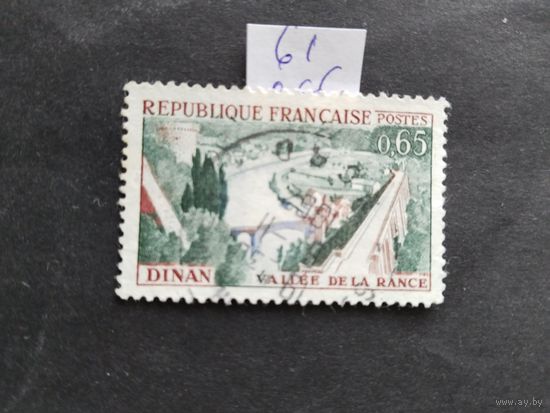 61
REPUBLIQUE FRANÇAISE POSTES
0,65
DINAN VALLÉE DE LA RANCE
www.ay.by